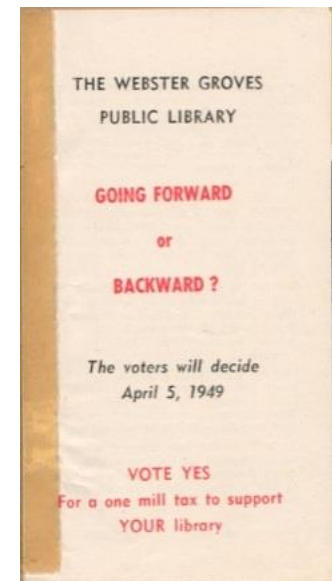 THE WEBSTER GROVES
PUBLIC LIBRARY
GOING FORWARD
or
BACKWARD ?
The voters will decide
April 5, 1949
VOTE YES
For a one mill tax to support
YOUR library